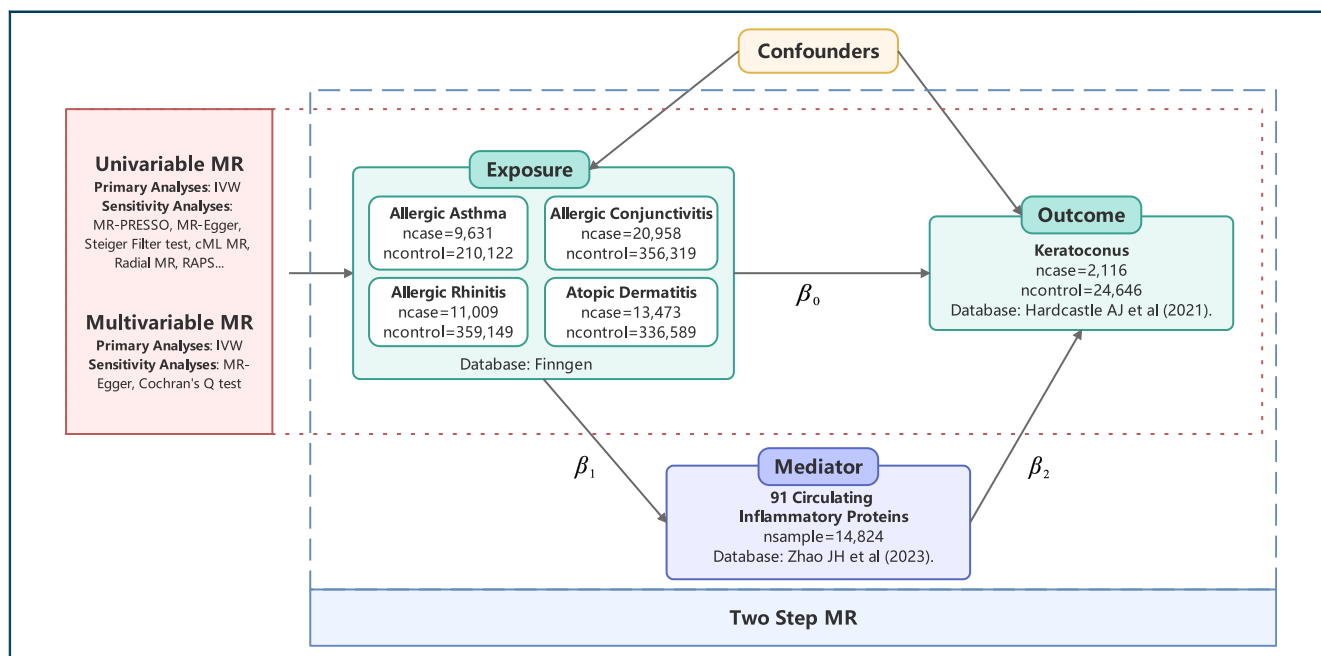 Confounders
Univariable MR
Primary Analyses: IVW
Sensitivity Analyses:
MR-PRESSO, MR-Egger,
Steiger Filter test, cML MR,
Radial MR, RAPS...
Multivariable MR
Primary Analyses: IVW
Sensitivity Analyses: MR-
Egger, Cochran's Q test
Exposure
Allergic Asthma
ncase=9,631
ncontrol=210,122
Allergic Conjunctivitis
ncase=20,958
ncontrol=356,319
Allergic Rhinitis
ncase=11,009
ncontrol=359,149
Atopic Dermatitis
ncase=13,473
ncontrol=336,589
Database: Finngen
β₀
Outcome
Keratoconus
ncase=2,116
ncontrol=24,646
Database: Hardcastle AJ et al (2021).
β₁
Mediator
91 Circulating
Inflammatory Proteins
nsample=14,824
Database: Zhao JH et al (2023).
β₂
Two Step MR